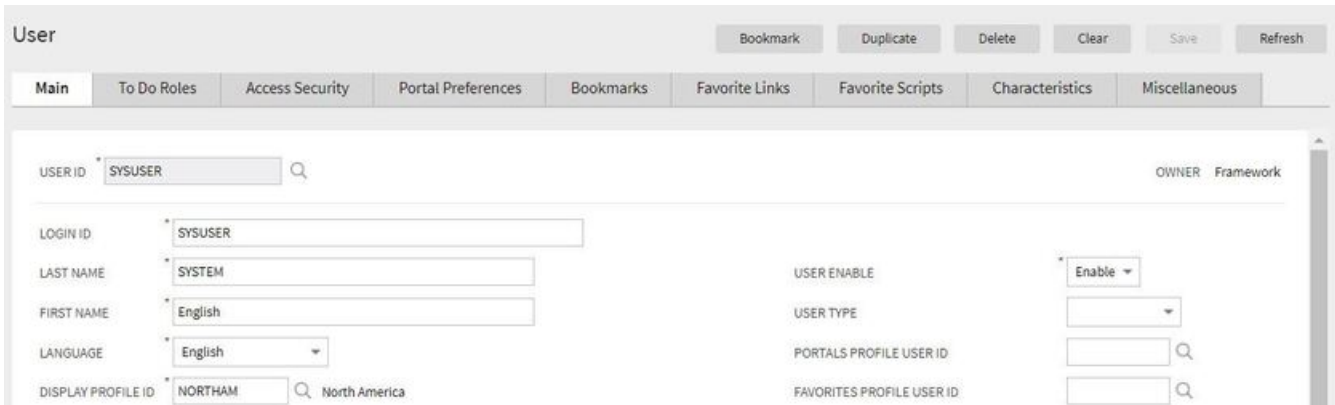 User
Bookmark Duplicate Delete Clear Save Refresh
Main To Do Roles Access Security Portal Preferences Bookmarks Favorite Links Favorite Scripts Characteristics Miscellaneous
USER ID * SYSUSER OWNER Framework
LOGIN ID * SYSUSER
LAST NAME * SYSTEM USER ENABLE * Enable
FIRST NAME * English USER TYPE
LANGUAGE * English PORTALS PROFILE USER ID
DISPLAY PROFILE ID * NORTHAM North America FAVORITES PROFILE USER ID